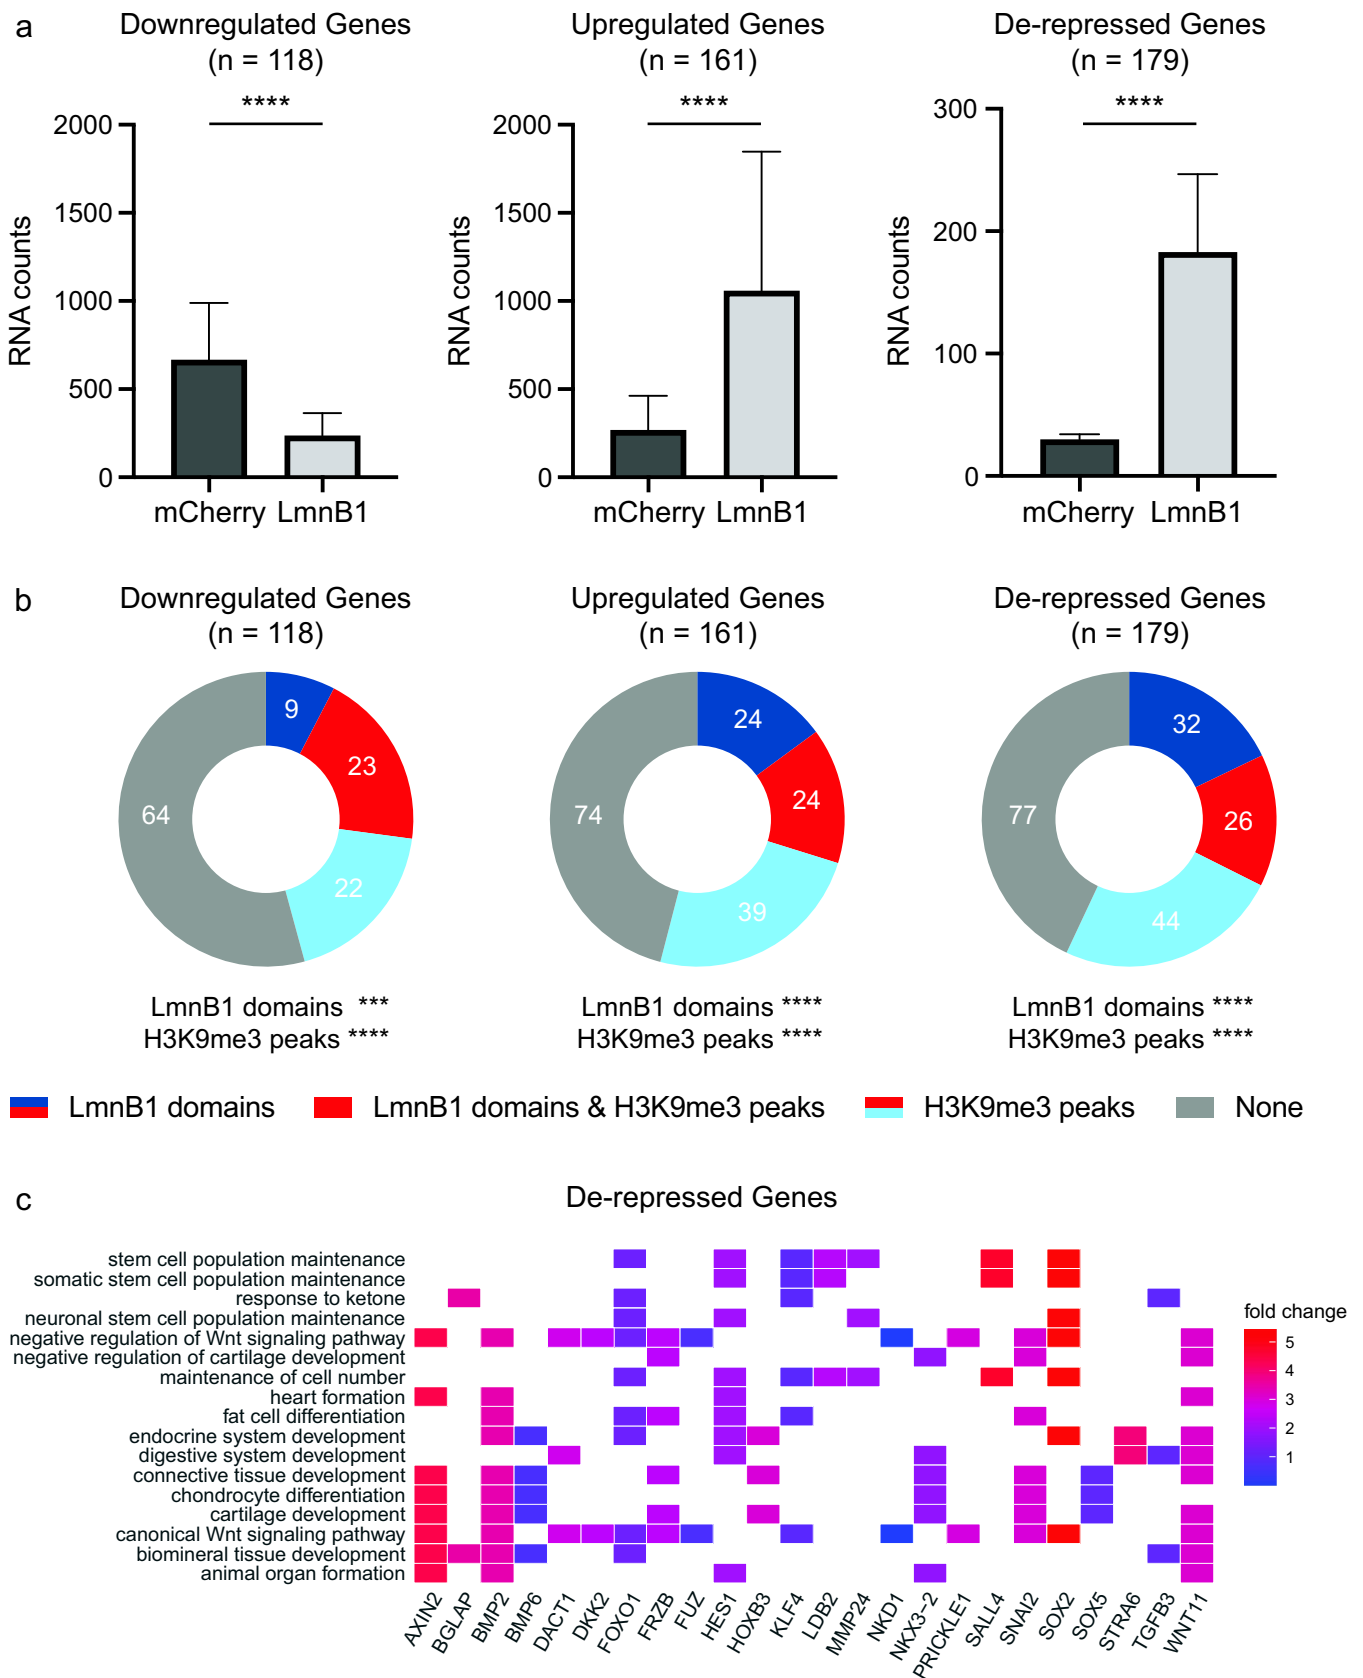 a
Downregulated Genes
(n = 118)
Upregulated Genes
(n = 161)
De-repressed Genes
(n = 179)
****
****
****
RNA counts
2000
1500
1000
500
0
mCherry LmnB1
RNA counts
2000
1500
1000
500
0
mCherry LmnB1
RNA counts
300
200
100
0
mCherry LmnB1
b
Downregulated Genes
(n = 118)
Upregulated Genes
(n = 161)
De-repressed Genes
(n = 179)
9
23
22
64
24
24
39
74
32
26
44
77
LmnB1 domains ***
H3K9me3 peaks ****
LmnB1 domains ****
H3K9me3 peaks ****
LmnB1 domains ****
H3K9me3 peaks ****
LmnB1 domains
LmnB1 domains & H3K9me3 peaks
H3K9me3 peaks
None
c
De-repressed Genes
stem cell population maintenance
somatic stem cell population maintenance
response to ketone
neuronal stem cell population maintenance
negative regulation of Wnt signaling pathway
negative regulation of cartilage development
maintenance of cell number
heart formation
fat cell differentiation
endocrine system development
digestive system development
connective tissue development
chondrocyte differentiation
cartilage development
canonical Wnt signaling pathway
biomineral tissue development
animal organ formation
AXIN2
BGLAP
BMP2
BMP6
DACT1
DKK2
FOXO1
FRZB
FUZ
HES1
HOXB3
KLF4
LDB2
MMP24
NKD1
NKX3−2
PRICKLE1
SALL4
SNAI2
SOX2
SOX5
STRA6
TGFB3
WNT11
fold change
5
4
3
2
1